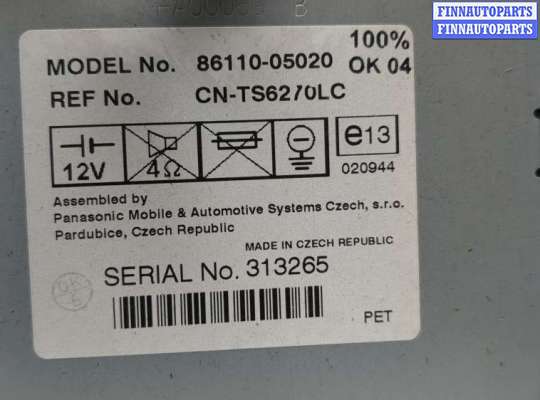 FINNAUTOPARTS
FINNAUTOPARTS
FINNAUTOPARTS
100%
MODEL No. 86110-05020 OK 04
REF No. CN-TS6270LC
12V 4Ω e13
020944
Assembled by
Panasonic Mobile & Automotive Systems Czech, s.r.o.
Pardubice, Czech Republic
MADE IN CZECH REPUBLIC
SERIAL No. 313265
PET